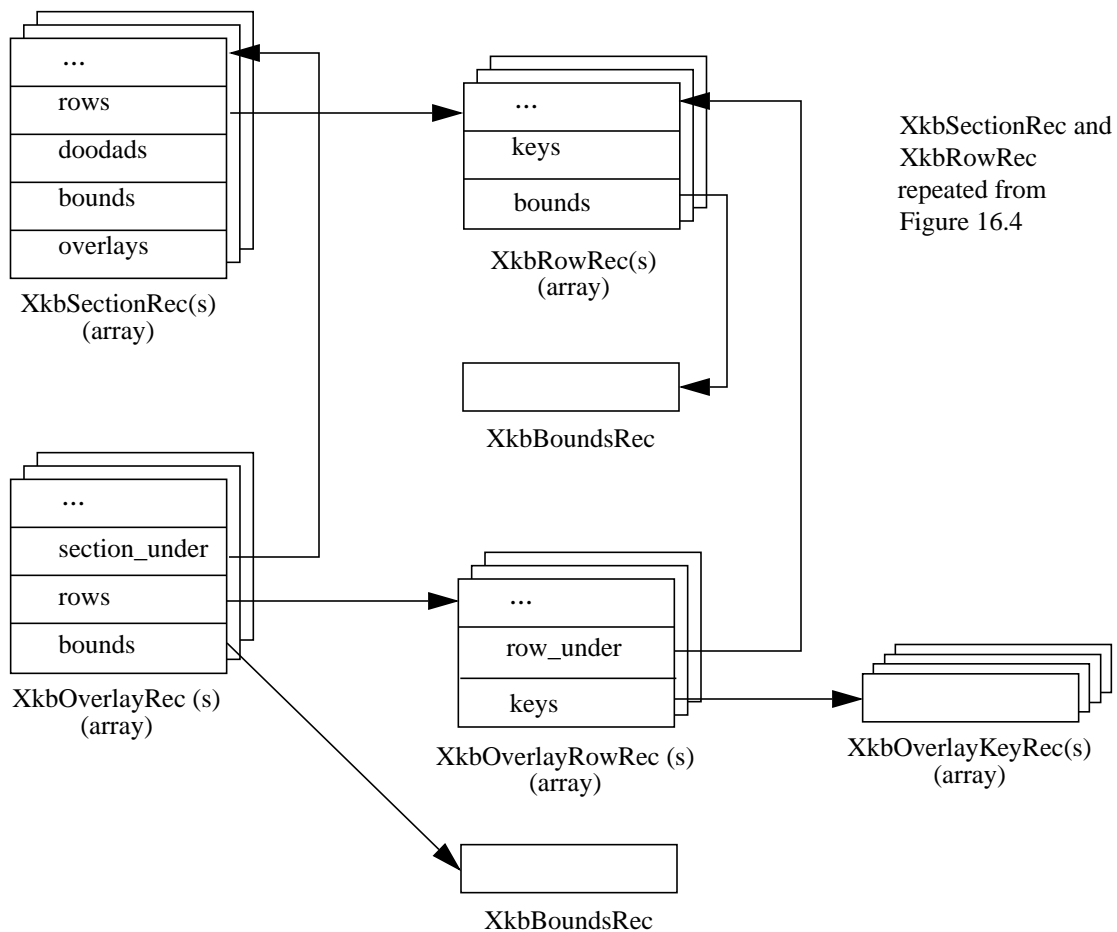 ...
rows
doodads
bounds
overlays
XkbSectionRec(s)
(array)
...
keys
bounds
XkbRowRec(s)
(array)
XkbSectionRec and
XkbRowRec
repeated from
Figure 16.4
XkbBoundsRec
...
section_under
rows
bounds
XkbOverlayRec (s)
(array)
...
row_under
keys
XkbOverlayRowRec (s)
(array)
XkbOverlayKeyRec(s)
(array)
XkbBoundsRec